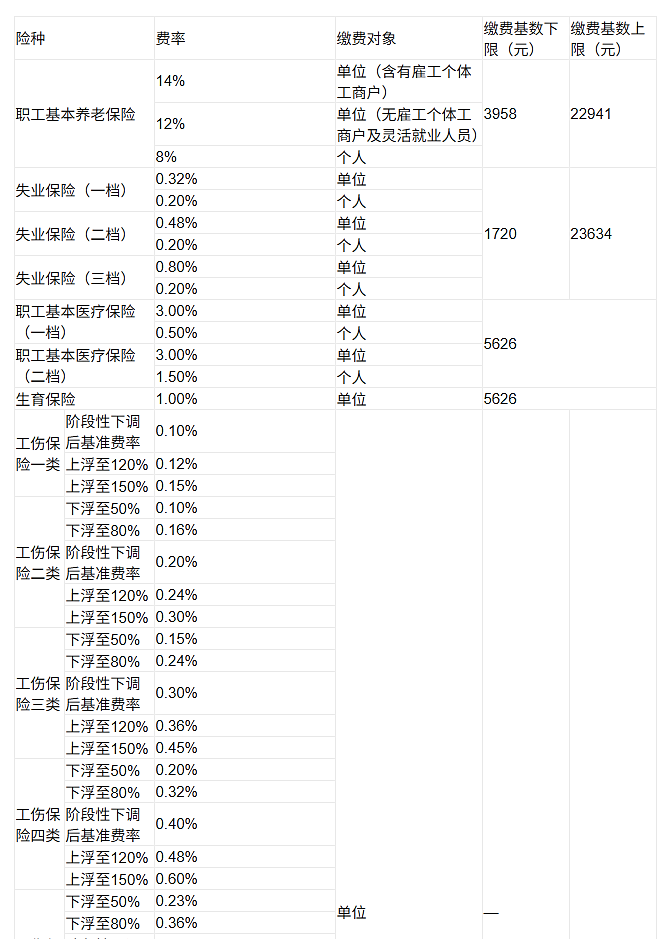 险种 费率 缴费对象 缴费基数下 缴费基数上
限（元） 限（元）
职工基本养老保险 14% 单位（含有雇工个体
工商户） 3958 22941
12% 单位（无雇工个体工
商户及灵活就业人员）
8% 个人
失业保险（一档） 0.32% 单位 1720 23634
0.20% 个人
失业保险（二档） 0.48% 单位
0.20% 个人
失业保险（三档） 0.80% 单位
0.20% 个人
职工基本医疗保险 3.00% 单位 5626
（一档） 0.50% 个人
职工基本医疗保险 3.00% 单位
（二档） 1.50% 个人
生育保险 1.00% 单位 5626
工伤保
险一类
阶段性下调
后基准费率 0.10%
上浮至120% 0.12%
上浮至150% 0.15%
工伤保
险二类
下浮至50% 0.10%
下浮至80% 0.16%
阶段性下调
后基准费率 0.20%
上浮至120% 0.24%
上浮至150% 0.30%
工伤保
险三类
下浮至50% 0.15%
下浮至80% 0.24%
阶段性下调
后基准费率 0.30%
上浮至120% 0.36%
上浮至150% 0.45%
工伤保
险四类
下浮至50% 0.20%
下浮至80% 0.32%
阶段性下调
后基准费率 0.40%
上浮至120% 0.48%
上浮至150% 0.60%
下浮至50% 0.23% 单位 —
下浮至80% 0.36%